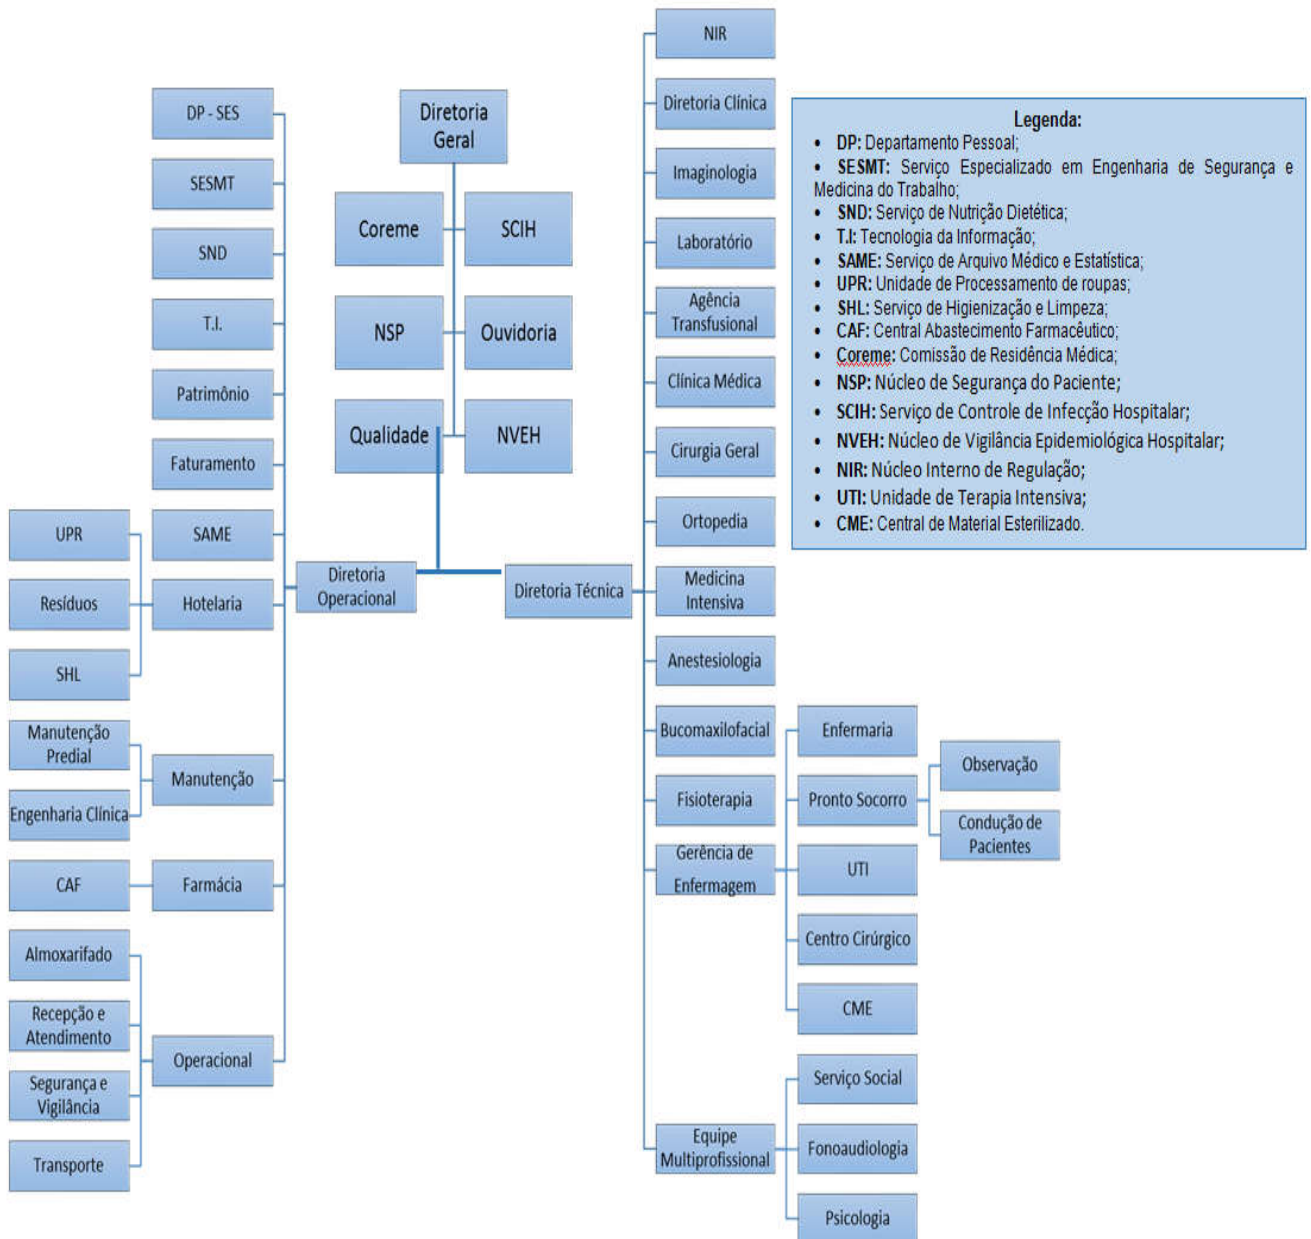 Diretoria
Geral
Coreme
SCIH
NSP
Ouvidoria
Qualidade
NVEH
Diretoria
Operacional
Diretoria Técnica
DP - SES
SESMT
SND
T.I.
Patrimônio
Faturamento
SAME
Hotelaria
UPR
Resíduos
SHL
Manutenção
Manutenção
Predial
Engenharia Clínica
Farmácia
CAF
Operacional
Almoxarifado
Recepção e
Atendimento
Segurança e
Vigilância
Transporte
NIR
Diretoria Clínica
Imaginologia
Laboratório
Agência
Transfusional
Clínica Médica
Cirurgia Geral
Ortopedia
Medicina
Intensiva
Anestesiologia
Bucomaxilofacial
Fisioterapia
Gerência de
Enfermagem
Enfermaria
Pronto Socorro
Observação
Condução de
Pacientes
UTI
Centro Cirúrgico
CME
Equipe
Multiprofissional
Serviço Social
Fonoaudiologia
Psicologia
Legenda:
• DP: Departamento Pessoal;
• SESMT: Serviço Especializado em Engenharia de Segurança e
Medicina do Trabalho;
• SND: Serviço de Nutrição Dietética;
• T.I: Tecnologia da Informação;
• SAME: Serviço de Arquivo Médico e Estatística;
• UPR: Unidade de Processamento de roupas;
• SHL: Serviço de Higienização e Limpeza;
• CAF: Central Abastecimento Farmacêutico;
• Coreme: Comissão de Residência Médica;
• NSP: Núcleo de Segurança do Paciente;
• SCIH: Serviço de Controle de Infecção Hospitalar;
• NVEH: Núcleo de Vigilância Epidemiológica Hospitalar;
• NIR: Núcleo Interno de Regulação;
• UTI: Unidade de Terapia Intensiva;
• CME: Central de Material Esterilizado.